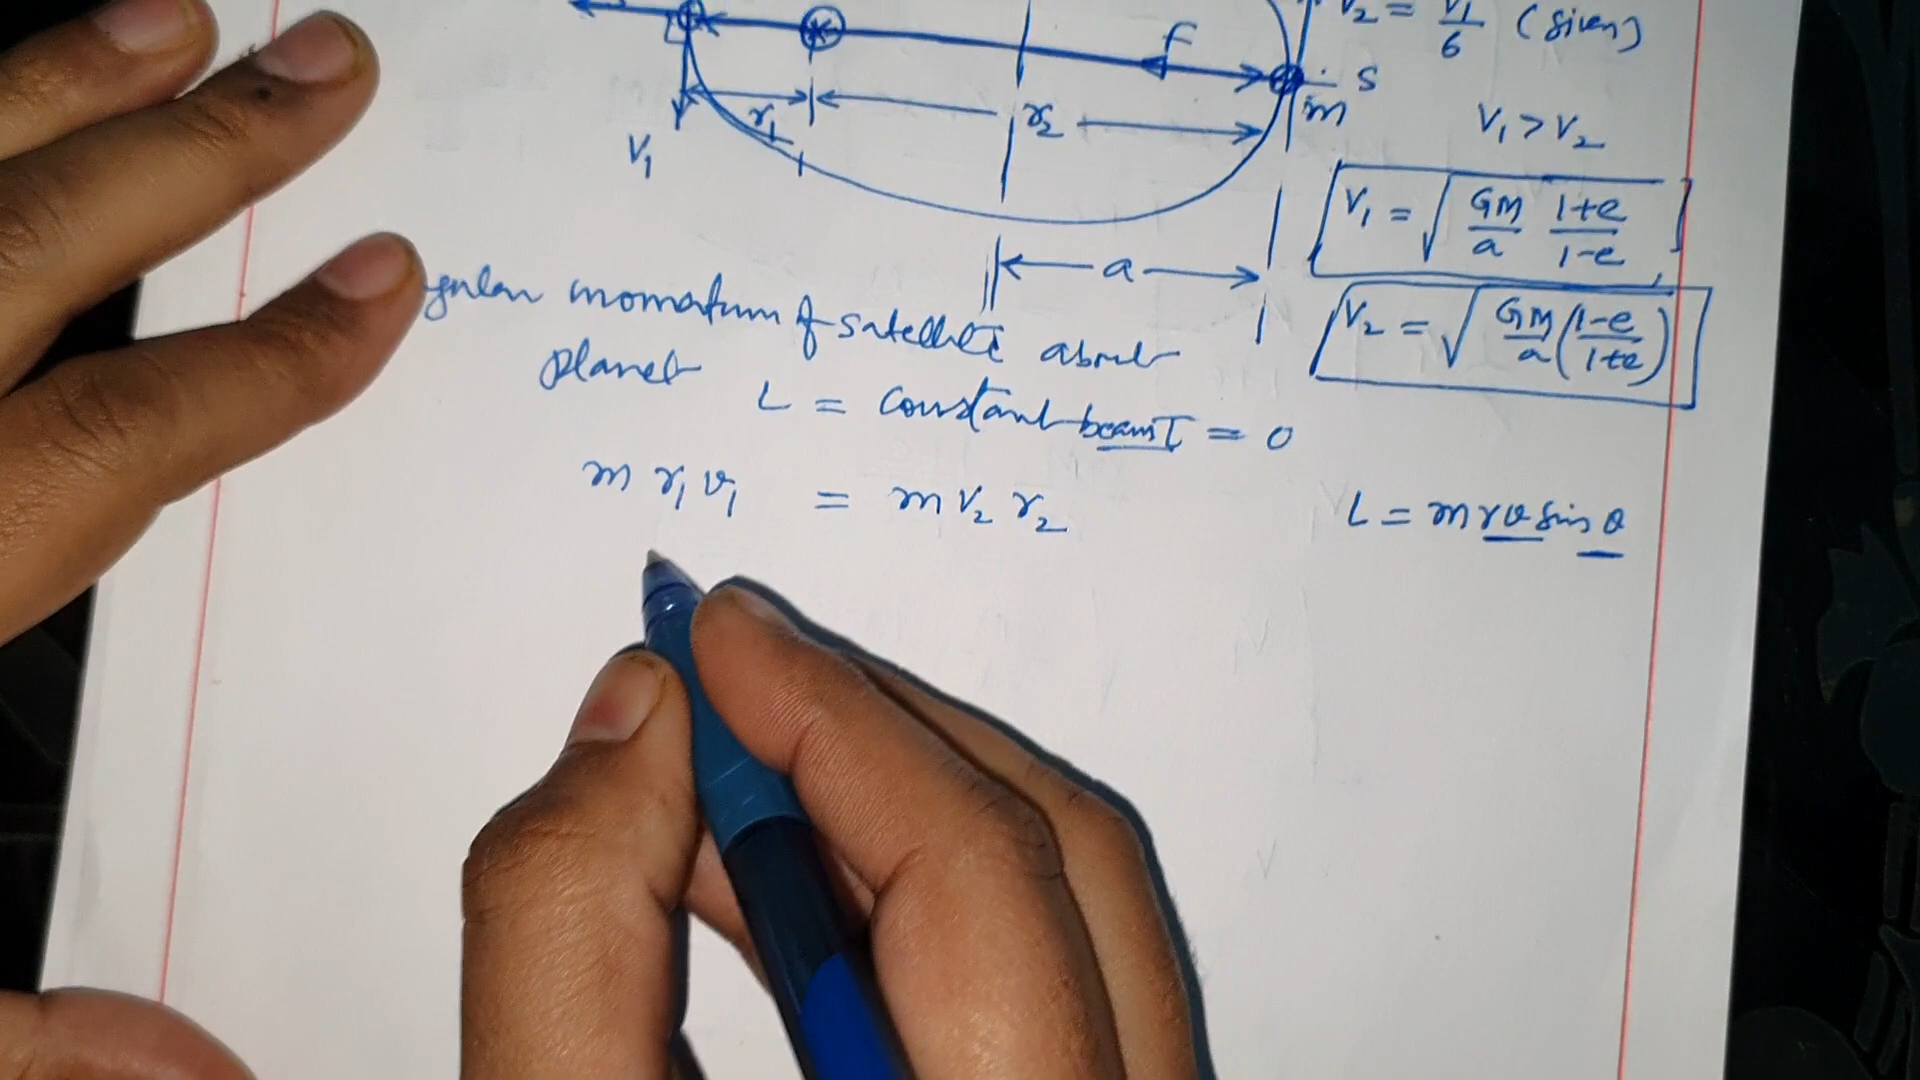 V₂ = V₁/6 (given)
F
S
m
r₁
r₂
V₁
V₁ > V₂
V₁ = √(GM/a 1+e/1-e)
a
V₂ = √(GM/a (1-e/1+e))
gular momentum of satellite about
planet
L = constant τ = 0
m r₁ v₁ = m v₂ r₂
L = m r v sin θ